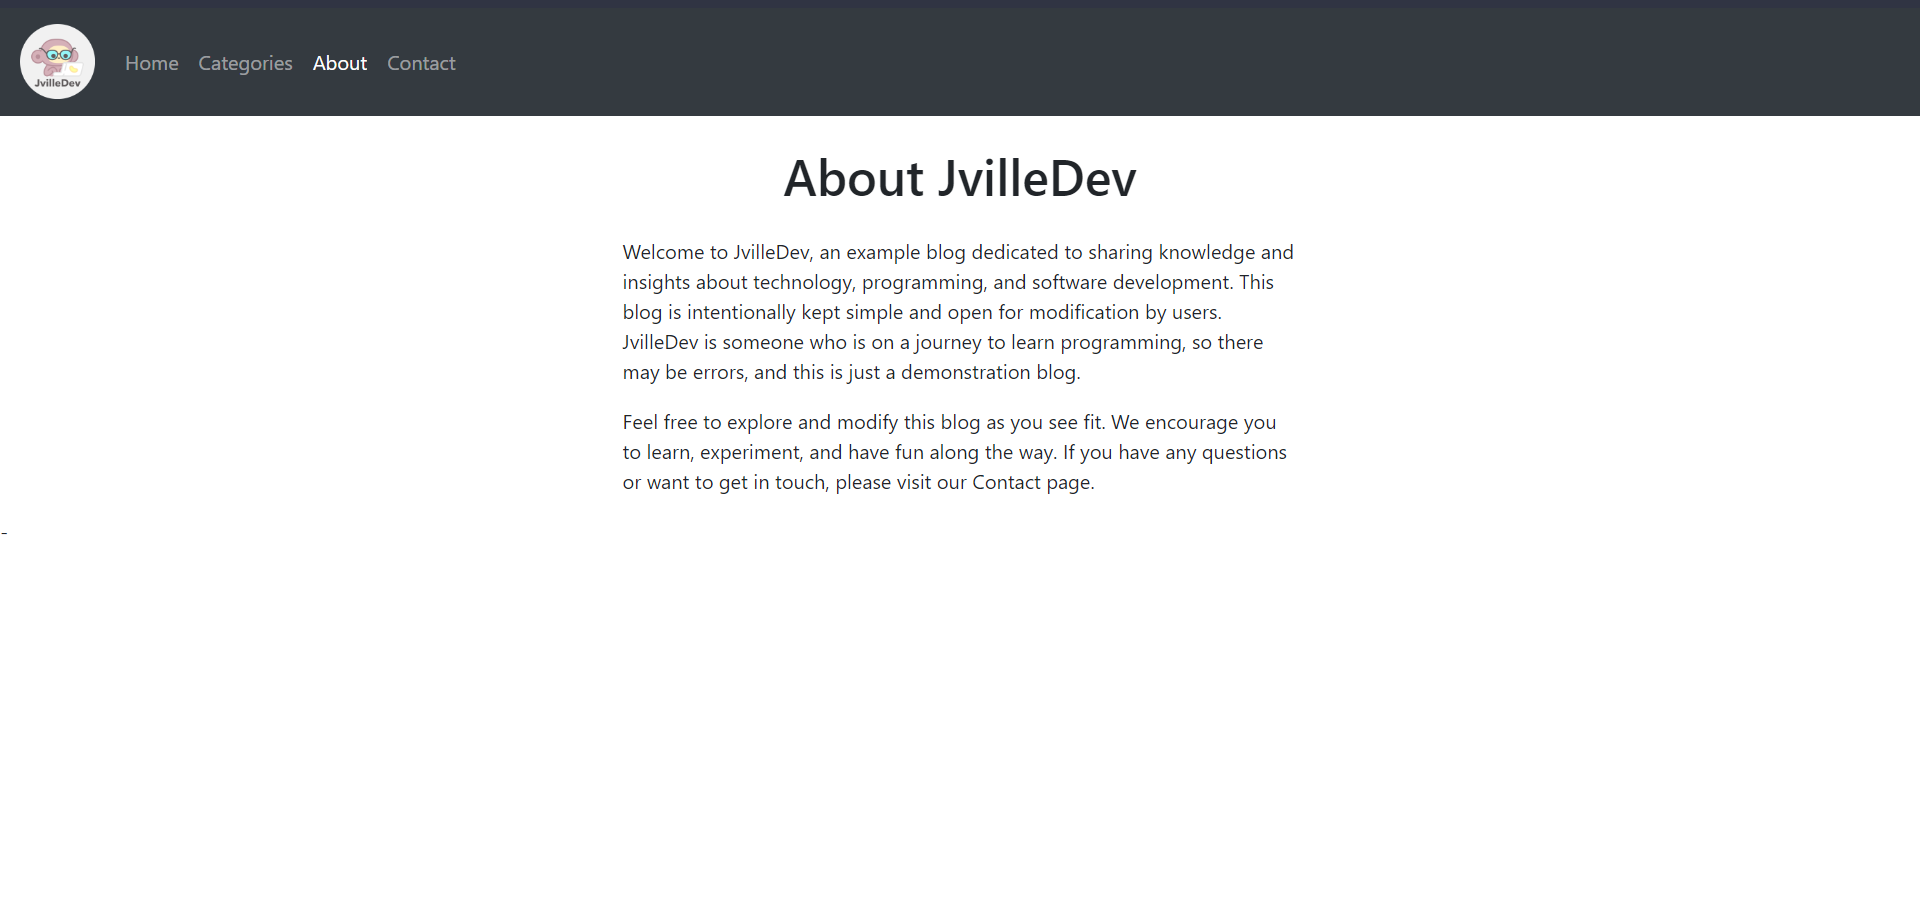 JvilleDev
Home Categories About Contact
About JvilleDev
Welcome to JvilleDev, an example blog dedicated to sharing knowledge and
insights about technology, programming, and software development. This
blog is intentionally kept simple and open for modification by users.
JvilleDev is someone who is on a journey to learn programming, so there
may be errors, and this is just a demonstration blog.
Feel free to explore and modify this blog as you see fit. We encourage you
to learn, experiment, and have fun along the way. If you have any questions
or want to get in touch, please visit our Contact page.
-